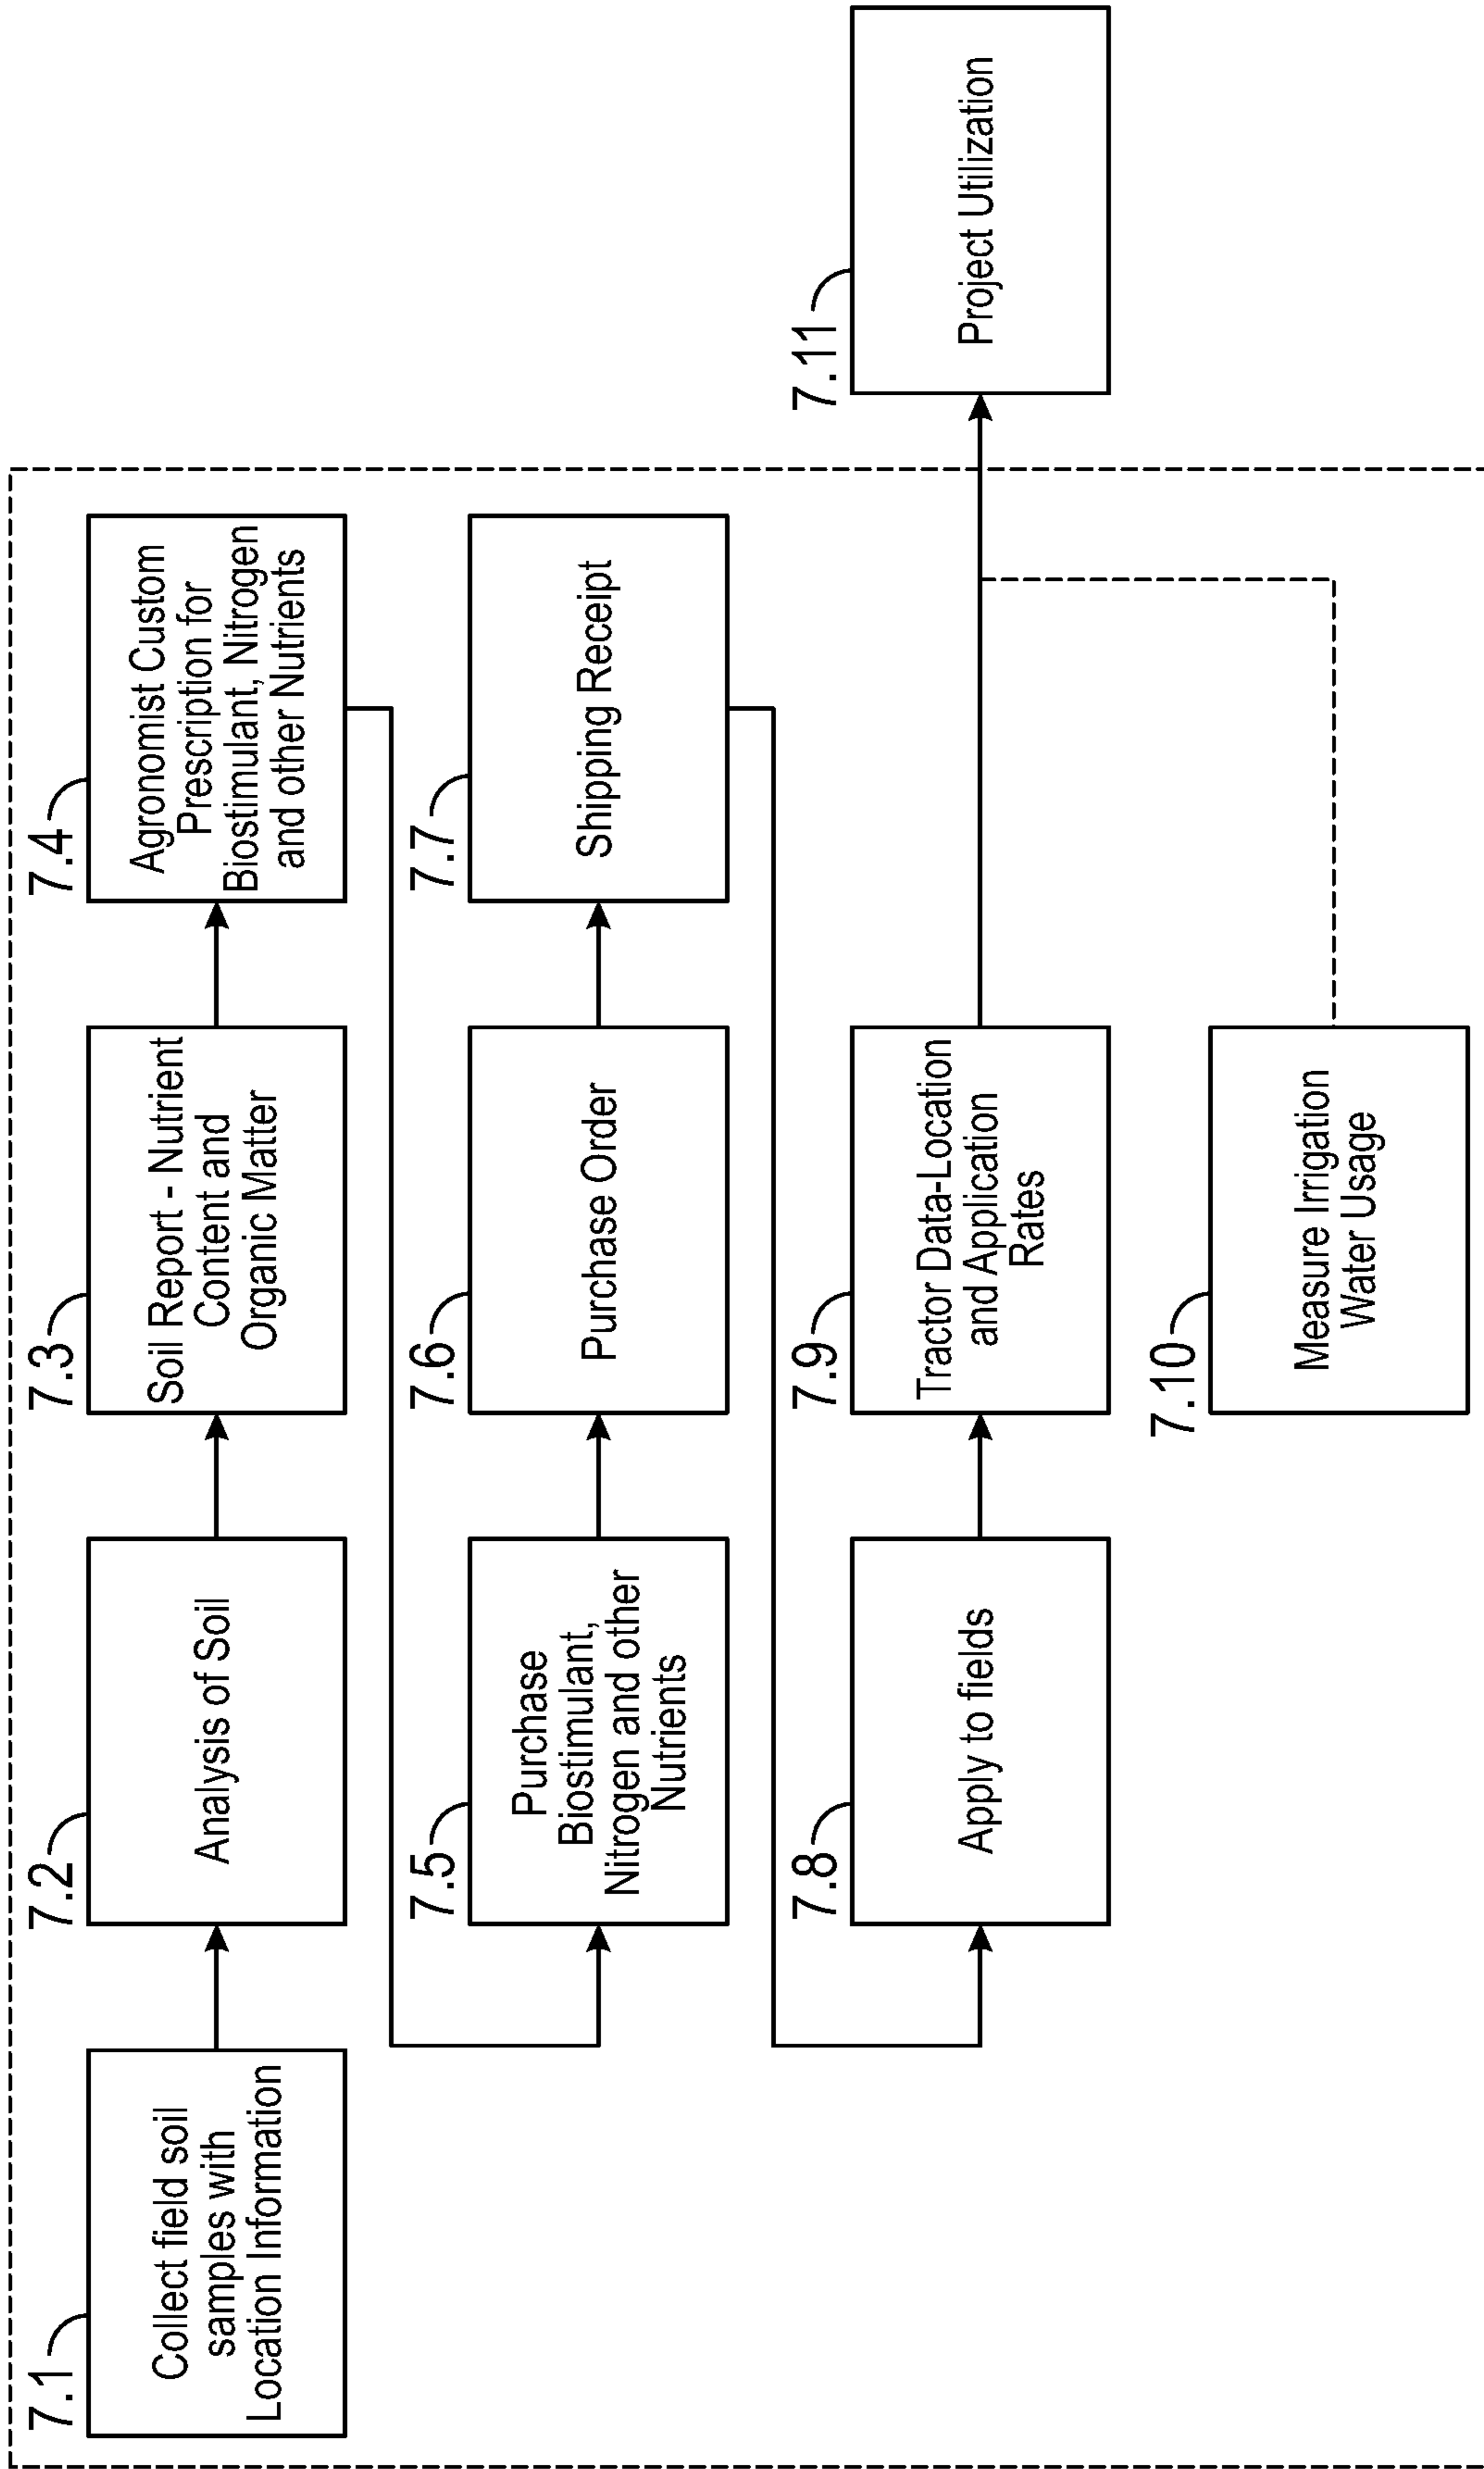 7.1
Collect field soil
samples with
Location Information
7.2
Analysis of Soil
7.3
Soil Report - Nutrient
Content and
Organic Matter
7.4
Agronomist Custom
Prescription for
Biostimulant, Nitrogen
and other Nutrients
7.5
Purchase
Biostimulant,
Nitrogen and other
Nutrients
7.6
Purchase Order
7.7
Shipping Receipt
7.8
Apply to fields
7.9
Tractor Data-Location
and Application
Rates
7.10
Measure Irrigation
Water Usage
7.11
Project Utilization